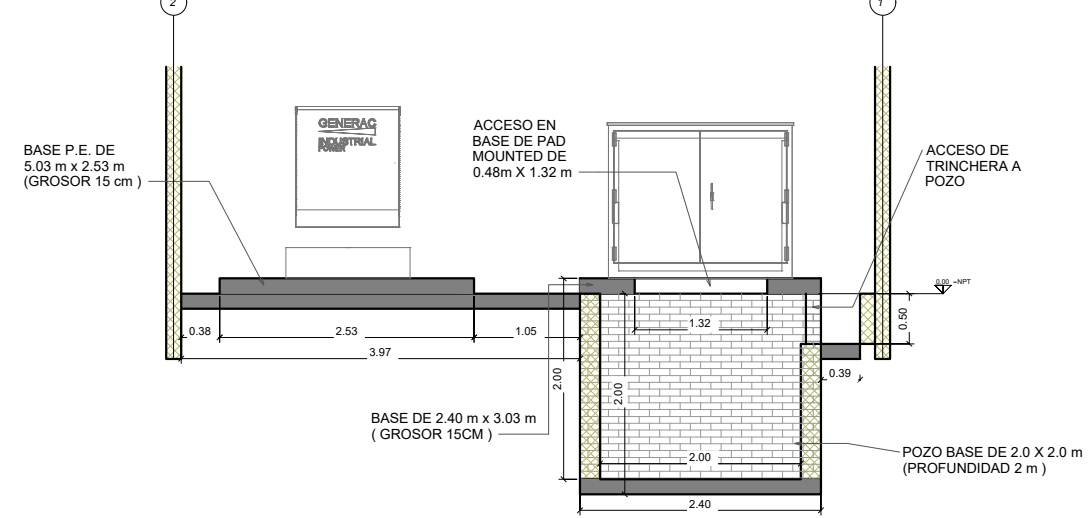 2
1
GENERAC
INDUSTRIAL
POWER
BASE P.E. DE
5.03 m x 2.53 m
(GROSOR 15 cm )
ACCESO EN
BASE DE PAD
MOUNTED DE
0.48m X 1.32 m
ACCESO DE
TRINCHERA A
POZO
0.00 =NPT
0.38
2.53
1.05
3.97
1.32
0.50
0.39
2.00
2.00
BASE DE 2.40 m x 3.03 m
( GROSOR 15CM )
2.00
POZO BASE DE 2.0 X 2.0 m
(PROFUNDIDAD 2 m )
2.40